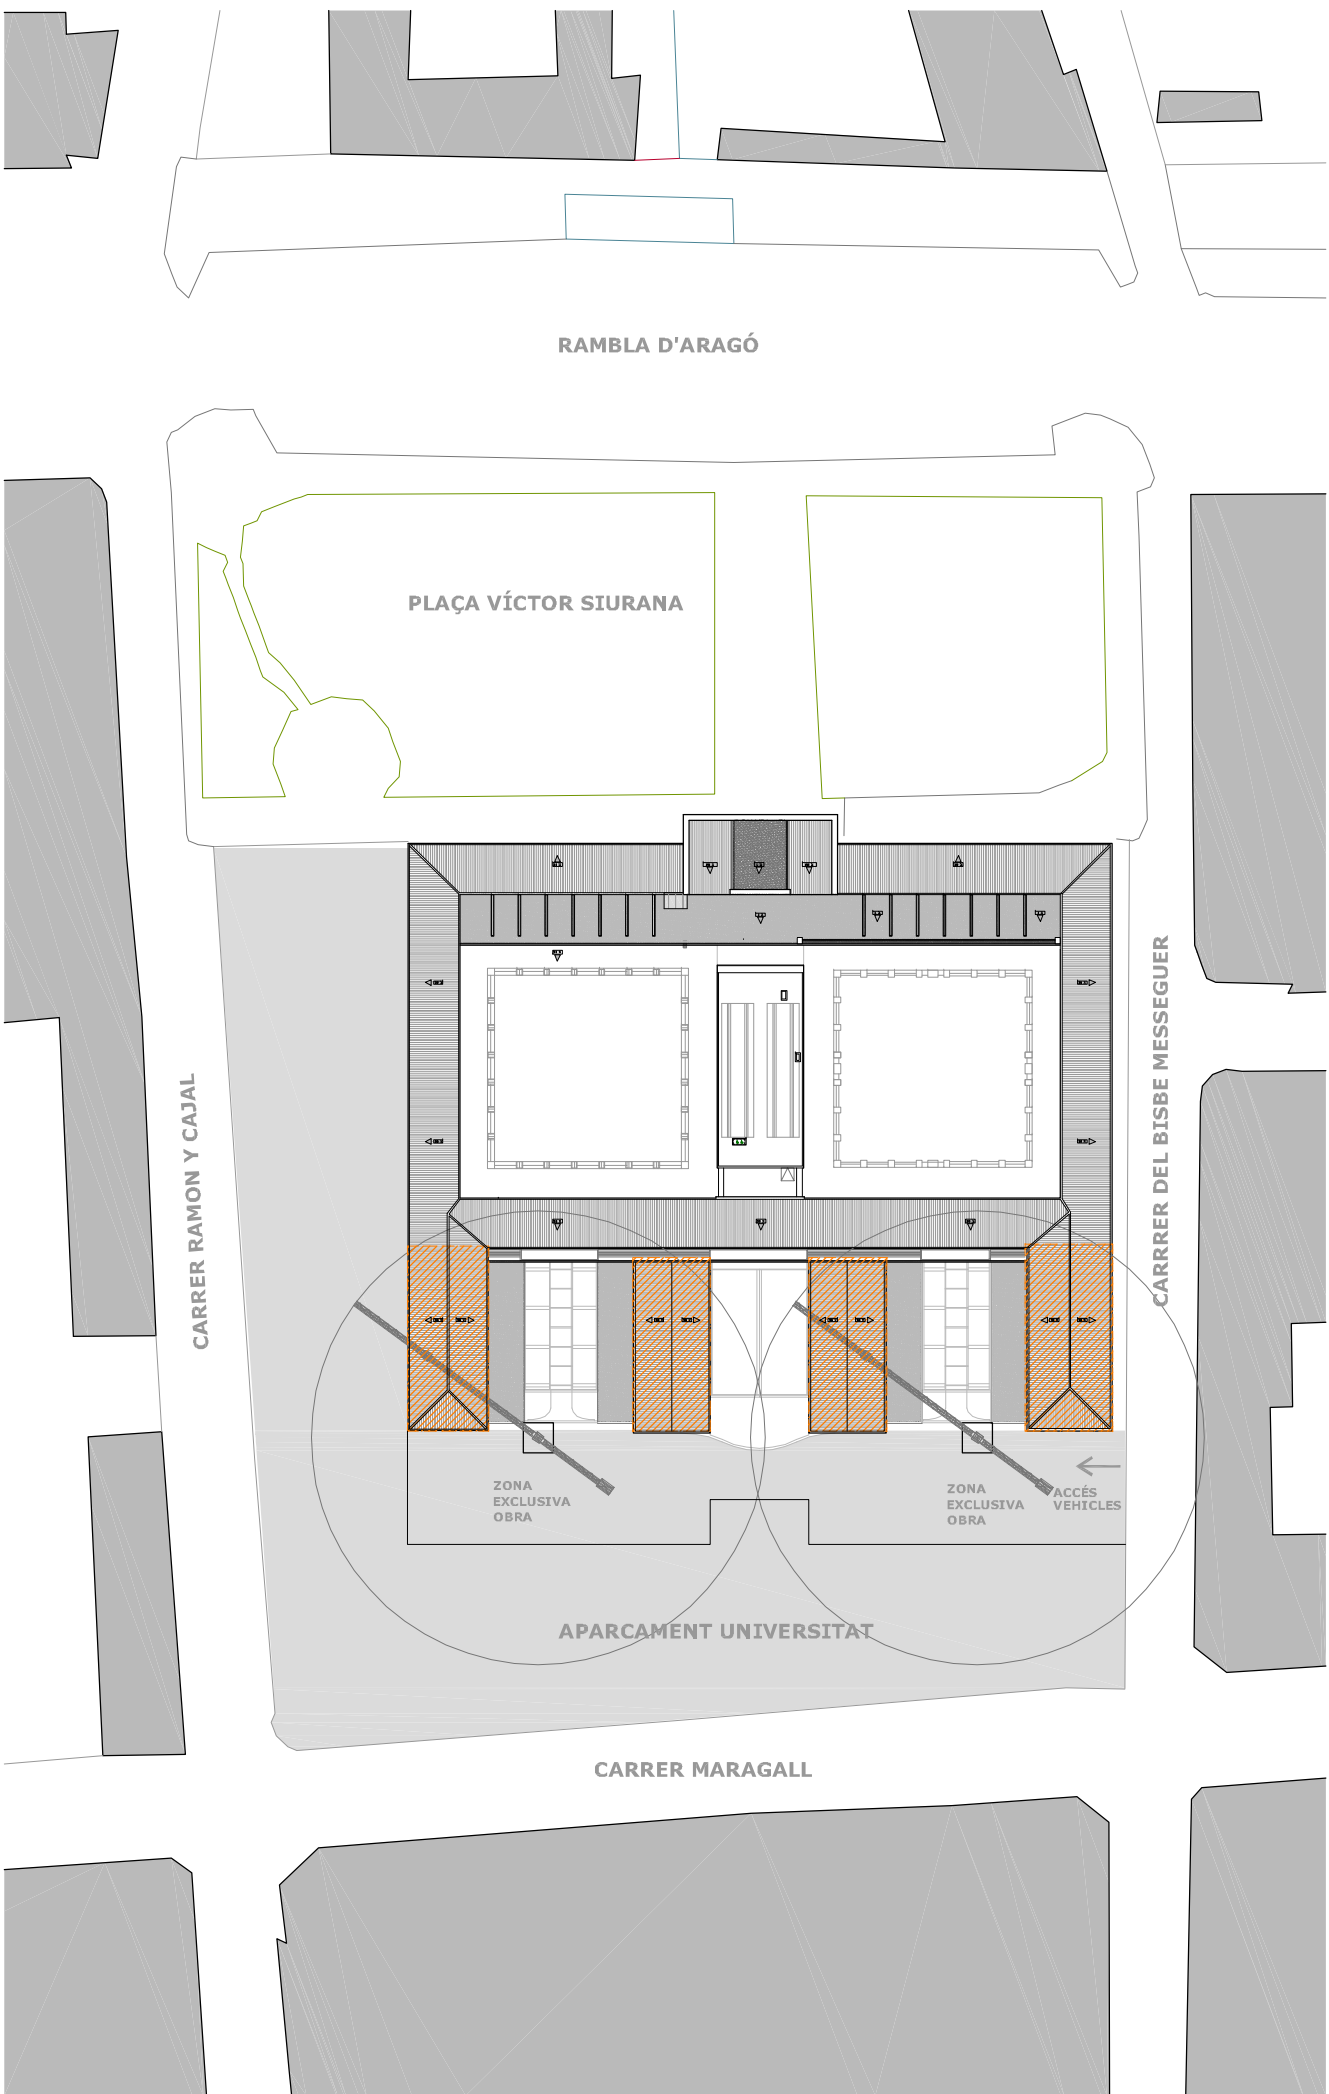 RAMBLA D'ARAGÓ
PLAÇA VÍCTOR SIURANA
CARRRER DEL BISBE MESSEGUER
CARRER RAMON Y CAJAL
ZONA
EXCLUSIVA
OBRA
ZONA
EXCLUSIVA
OBRA
ACCÉS
VEHICLES
APARCAMENT UNIVERSITAT
CARRER MARAGALL